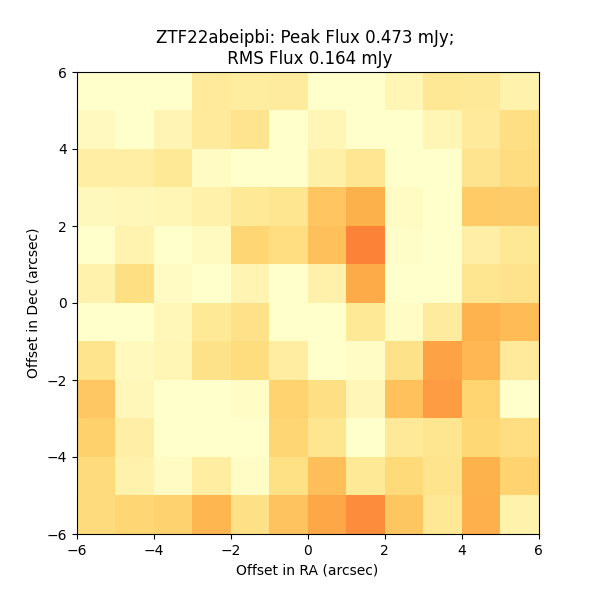 ZTF22abeipbi: Peak Flux 0.473 mJy;
RMS Flux 0.164 mJy
6
4
2
0
−2
−4
−6
Offset in Dec (arcsec)
−6 −4 −2 0 2 4 6
Offset in RA (arcsec)